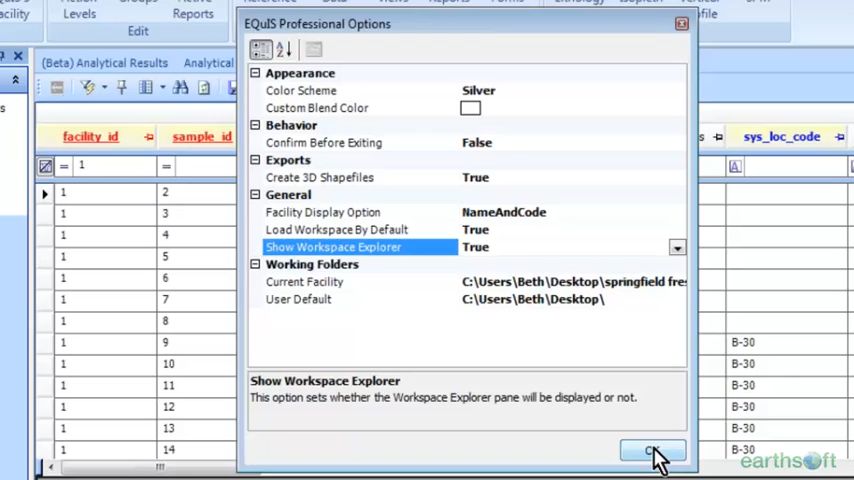 Facility
Action
Levels
Groups
Active
Reports
Edit
EQuIS Professional Options
(Beta) Analytical Results
Analytical
Appearance
Color Scheme Silver
Custom Blend Color
Behavior
Confirm Before Exiting False
Exports
Create 3D Shapefiles True
General
Facility Display Option NameAndCode
Load Workspace By Default True
Show Workspace Explorer True
Working Folders
Current Facility C:\Users\Beth\Desktop\springfield fres
User Default C:\Users\Beth\Desktop\
Show Workspace Explorer
This option sets whether the Workspace Explorer pane will be displayed or not.
facility_id sample_id sys_loc_code
= 1 =
1 2
1 3
1 4
1 5
1 6
1 7
1 8
1 9 B-30
1 10 B-30
1 11 B-30
1 12 B-30
1 13 B-30
1 14 B-30
earthsoft